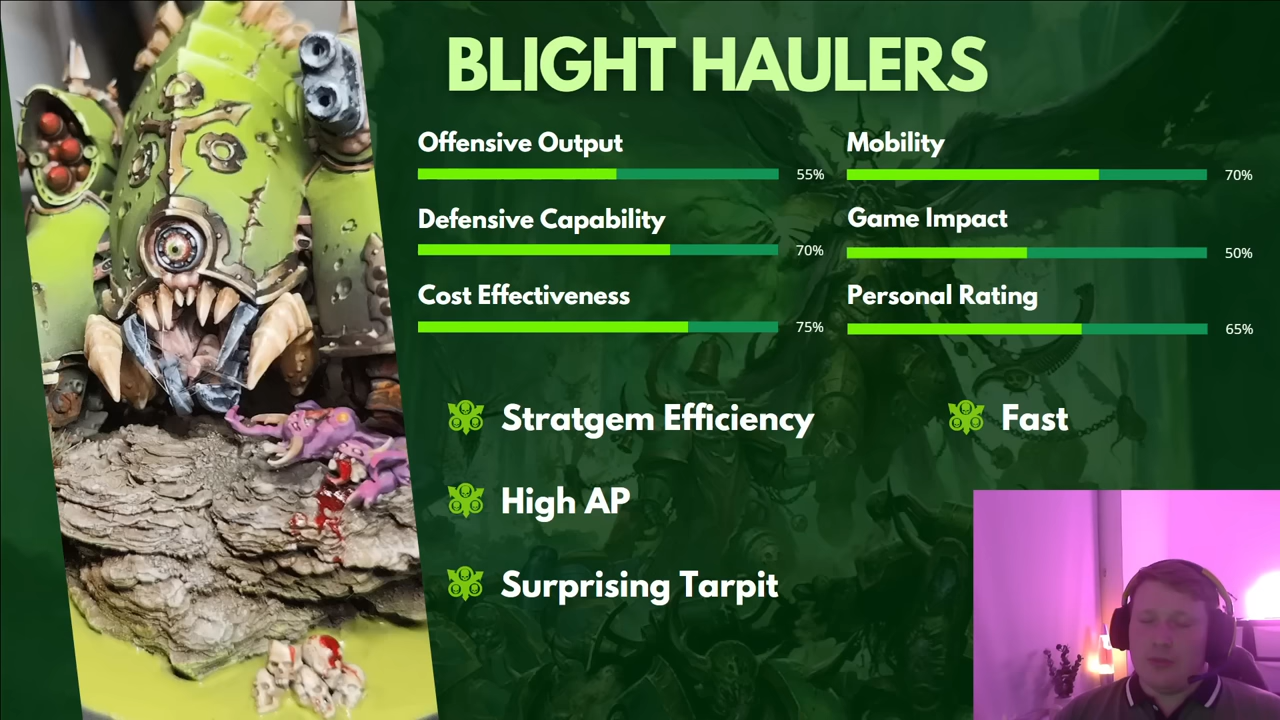 BLIGHT HAULERS
Offensive Output
55%
Defensive Capability
70%
Cost Effectiveness
75%
Mobility
70%
Game Impact
50%
Personal Rating
65%
Stratgem Efficiency
Fast
High AP
Surprising Tarpit